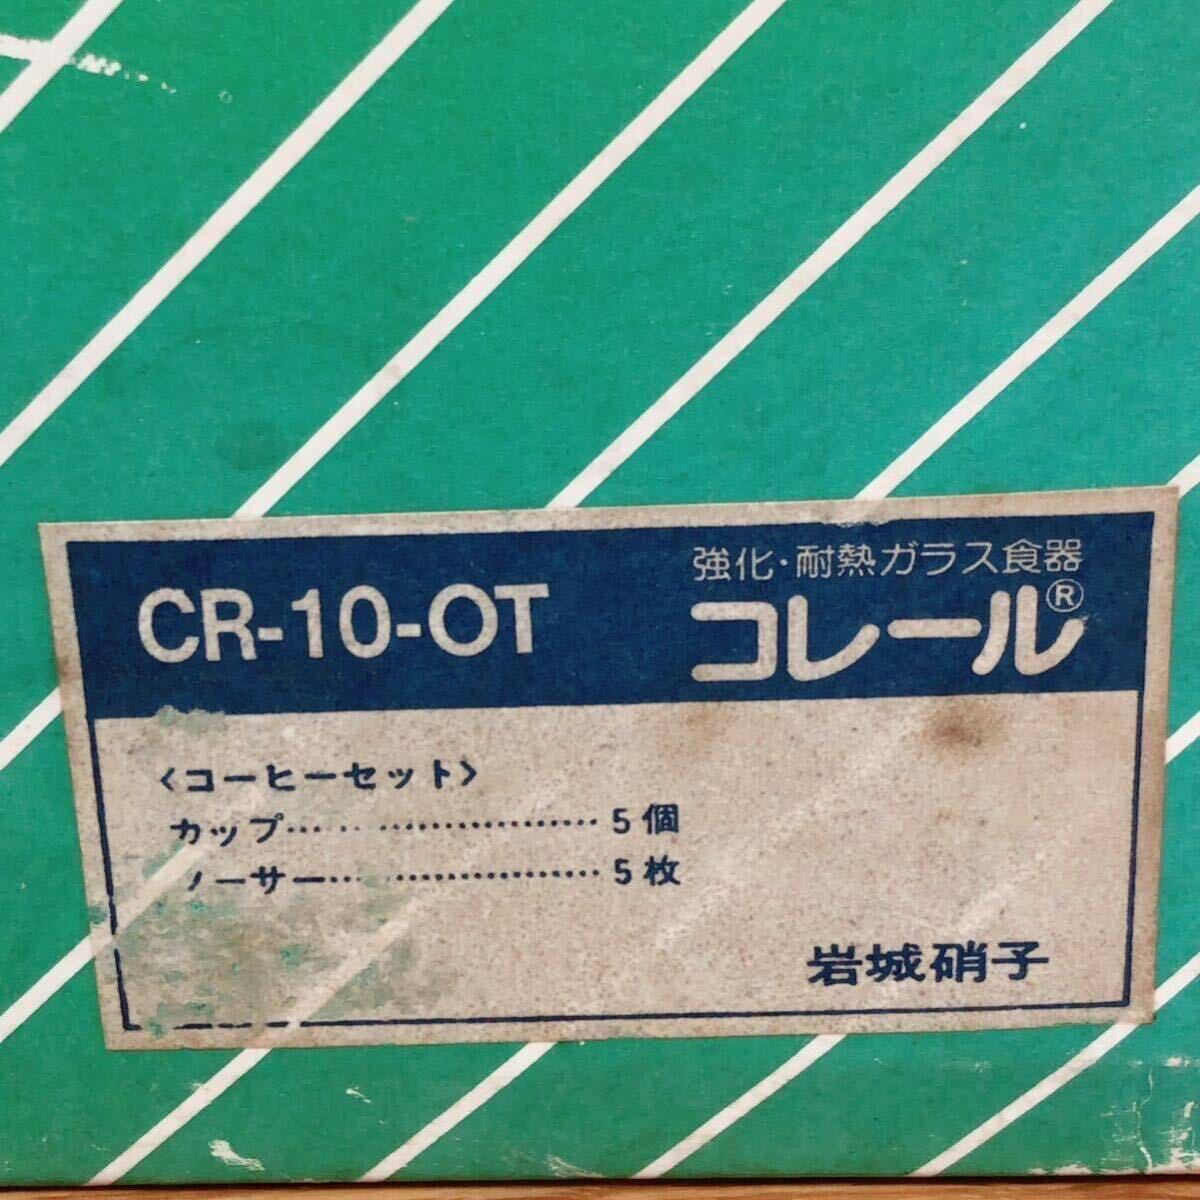 CR-10-OT
強化・耐熱ガラス食器
コレール®
〈コーヒーセット〉
カップ……………………5個
ソーサー…………………5枚
岩城硝子